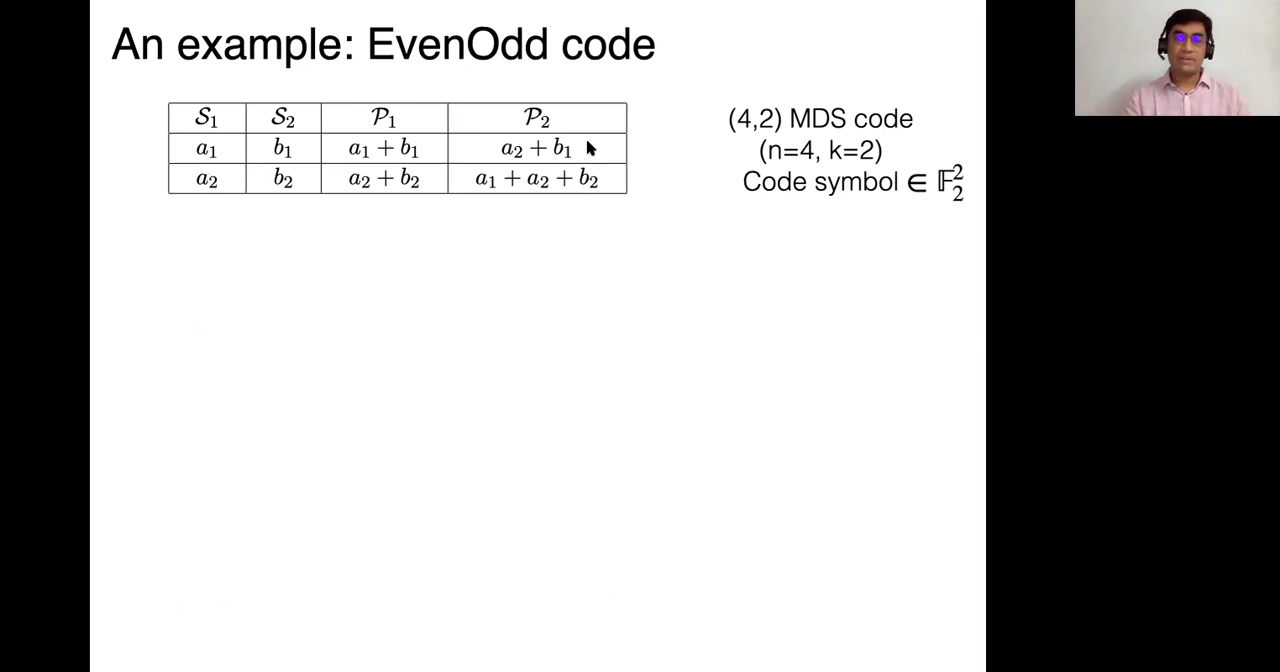 An example: EvenOdd code
𝒮₁ 𝒮₂ 𝒫₁ 𝒫₂
a₁ b₁ a₁ + b₁ a₂ + b₁
a₂ b₂ a₂ + b₂ a₁ + a₂ + b₂
(4,2) MDS code
(n=4, k=2)
Code symbol ∈ 𝔽₂²